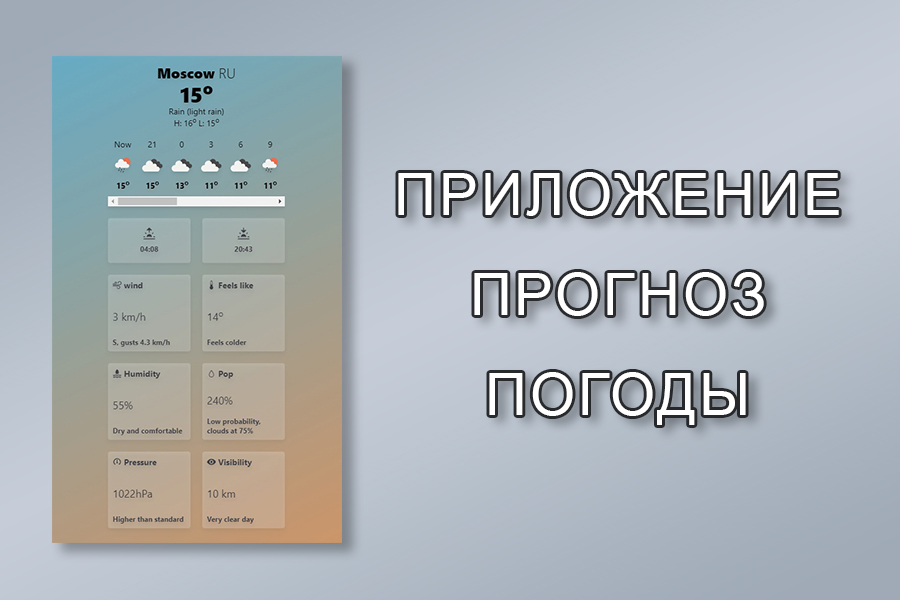 Moscow RU
15°
Rain (light rain)
H: 16° L: 15°
Now 21 0 3 6 9
15° 15° 13° 11° 11° 11°
04:08 20:43
wind Feels like
3 km/h 14°
S, gusts 4.3 km/h Feels colder
Humidity Pop
55% 240%
Dry and comfortable Low probability,
clouds at 75%
Pressure Visibility
1022hPa 10 km
Higher than standard Very clear day
ПРИЛОЖЕНИЕ
ПРОГНОЗ
ПОГОДЫ